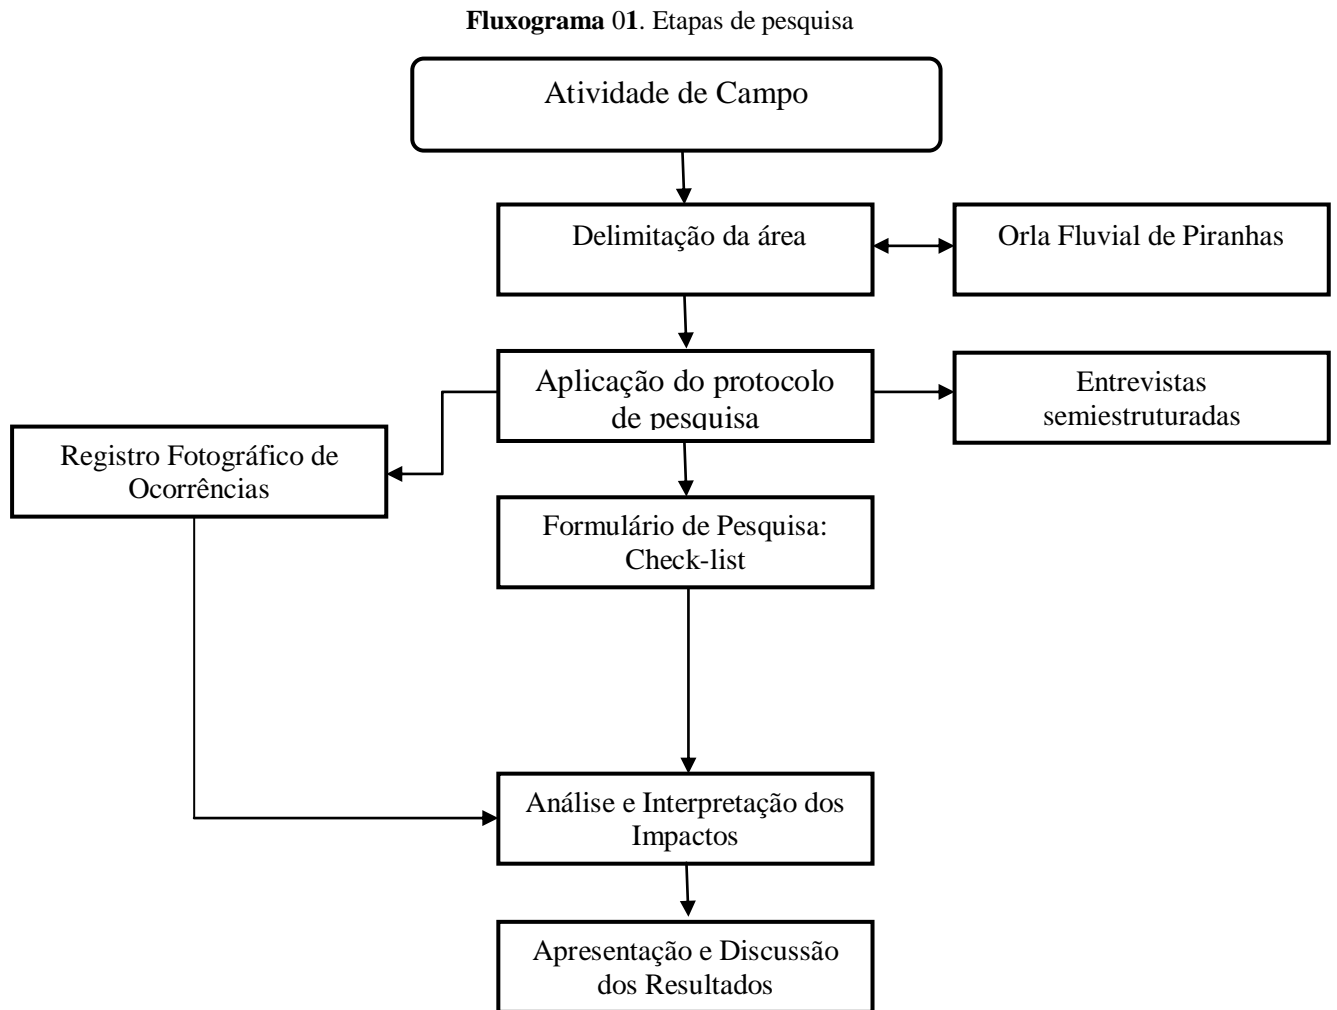 Fluxograma 01. Etapas de pesquisa
Atividade de Campo
Delimitação da área
Orla Fluvial de Piranhas
Aplicação do protocolo
de pesquisa
Entrevistas
semiestruturadas
Registro Fotográfico de
Ocorrências
Formulário de Pesquisa:
Check-list
Análise e Interpretação dos
Impactos
Apresentação e Discussão
dos Resultados